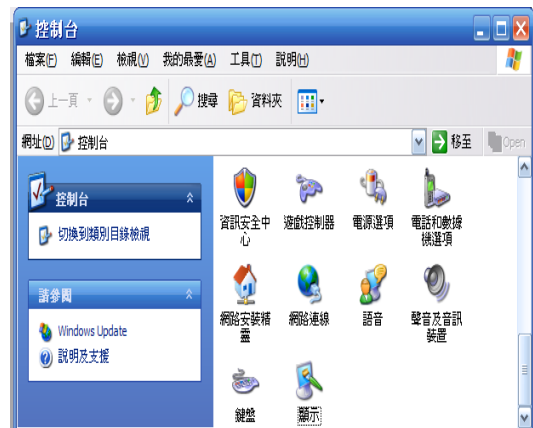 控制台
檔案(F) 編輯(E) 檢視(V) 我的最愛(A) 工具(T) 說明(H)
上一頁 搜尋 資料夾
網址(D) 控制台 移至 Open
控制台
切換到類別目錄檢視
請參閱
Windows Update
說明及支援
資訊安全中心
遊戲控制器
電源選項
電話和數據機選項
網路安裝精靈
網路連線
語音
聲音及音訊裝置
鍵盤
顯示